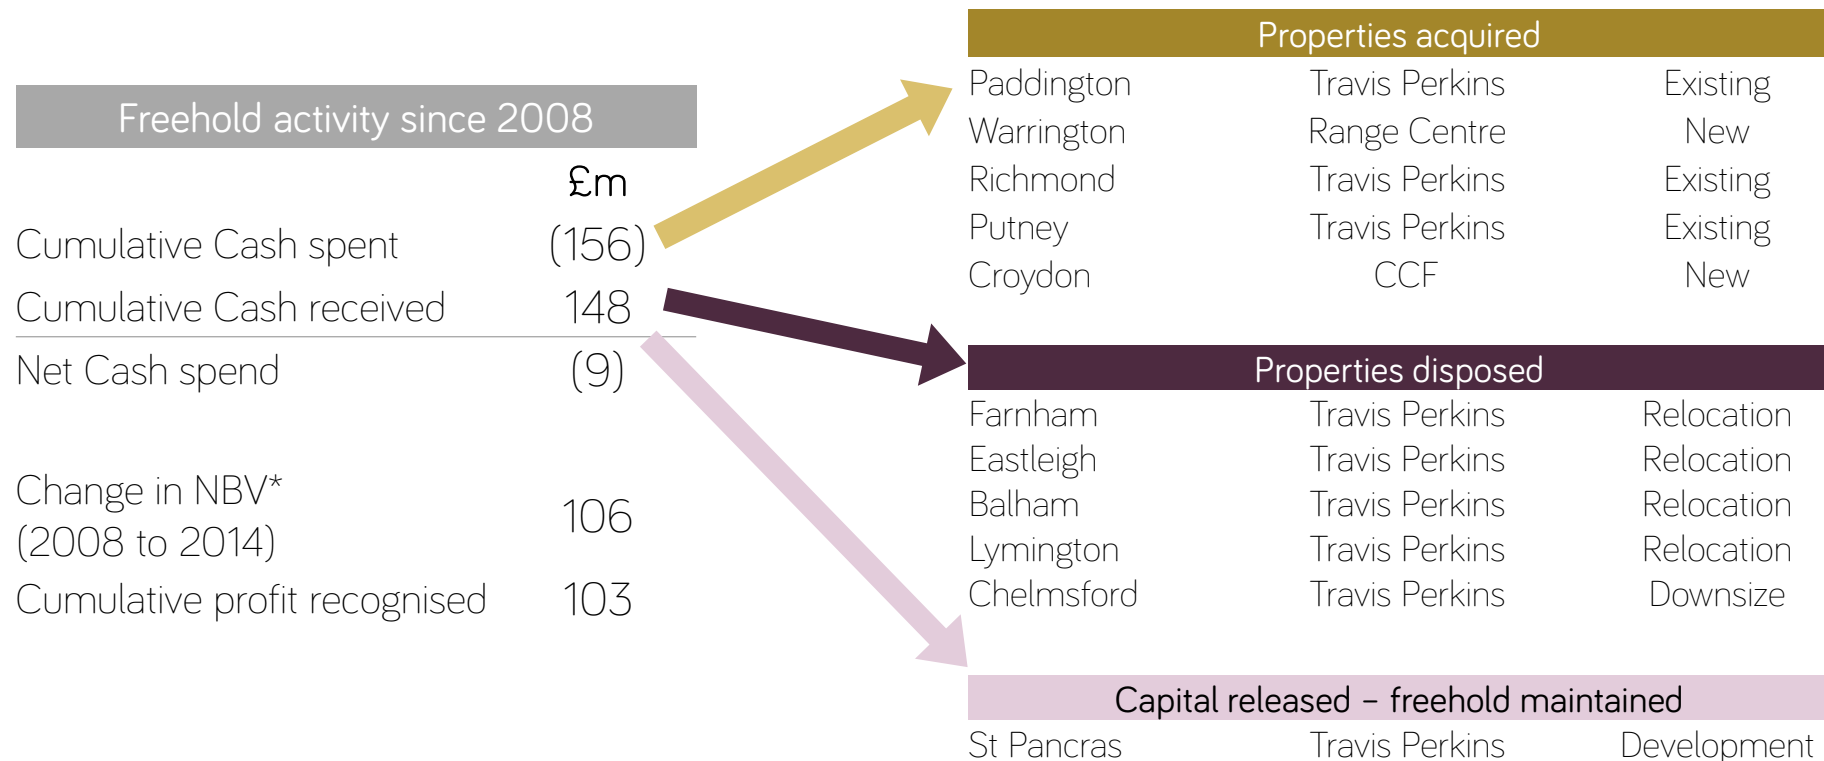 Freehold activity since 2008
£m
Cumulative Cash spent (156)
Cumulative Cash received 148
Net Cash spend (9)
Change in NBV*
(2008 to 2014) 106
Cumulative profit recognised 103
Properties acquired
Paddington Travis Perkins Existing
Warrington Range Centre New
Richmond Travis Perkins Existing
Putney Travis Perkins Existing
Croydon CCF New
Properties disposed
Farnham Travis Perkins Relocation
Eastleigh Travis Perkins Relocation
Balham Travis Perkins Relocation
Lymington Travis Perkins Relocation
Chelmsford Travis Perkins Downsize
Capital released – freehold maintained
St Pancras Travis Perkins Development